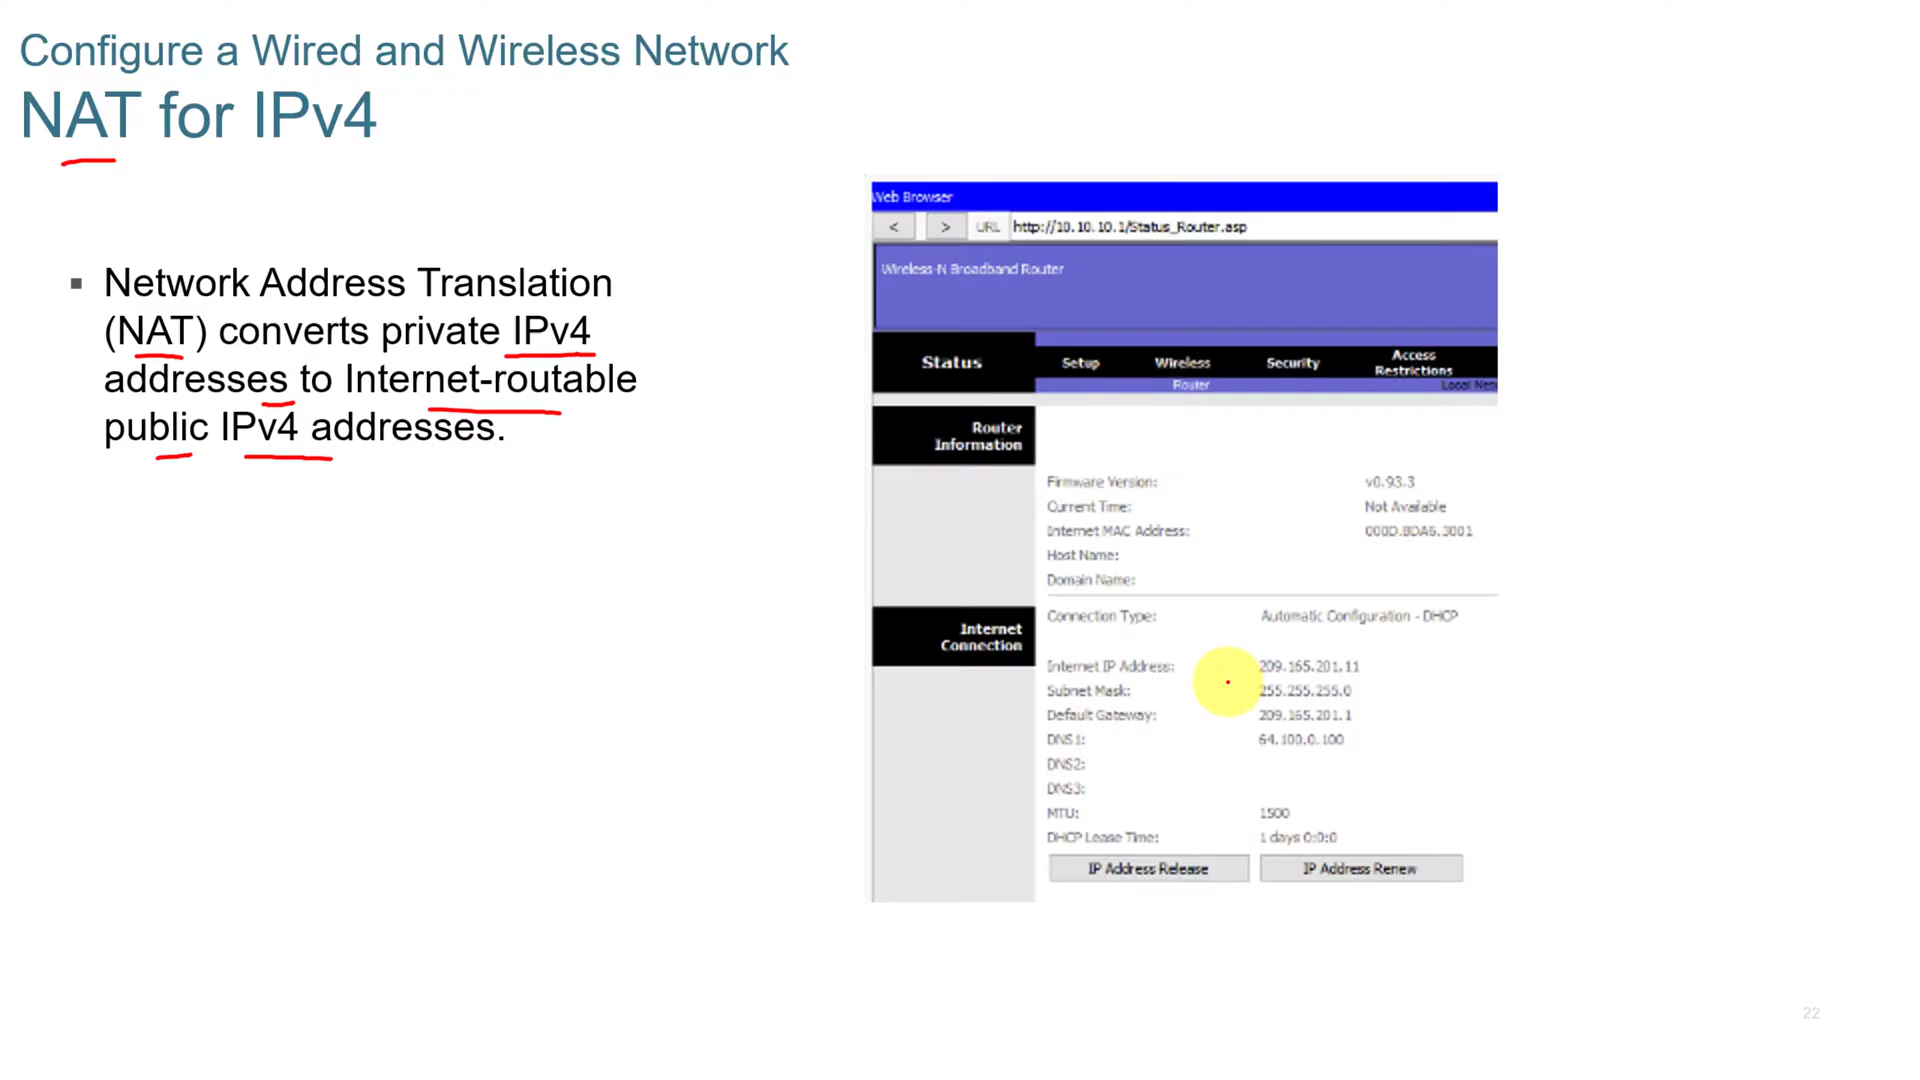 Configure a Wired and Wireless Network
NAT for IPv4
Network Address Translation
(NAT) converts private IPv4
addresses to Internet-routable
public IPv4 addresses.
Web Browser
< > URL http://10.10.10.1/Status_Router.asp
Wireless-N Broadband Router
Status Setup Wireless Security Access Restrictions
Router Local
Router Information
Firmware Version: v0.93.3
Current Time: Not Available
Internet MAC Address: 000D.BDA6.3001
Host Name:
Domain Name:
Internet Connection
Connection Type: Automatic Configuration - DHCP
Internet IP Address: 209.165.201.11
Subnet Mask: 255.255.255.0
Default Gateway: 209.165.201.1
DNS1: 64.100.0.100
DNS2:
DNS3:
MTU: 1500
DHCP Lease Time: 1 days 0:0:0
IP Address Release IP Address Renew
22